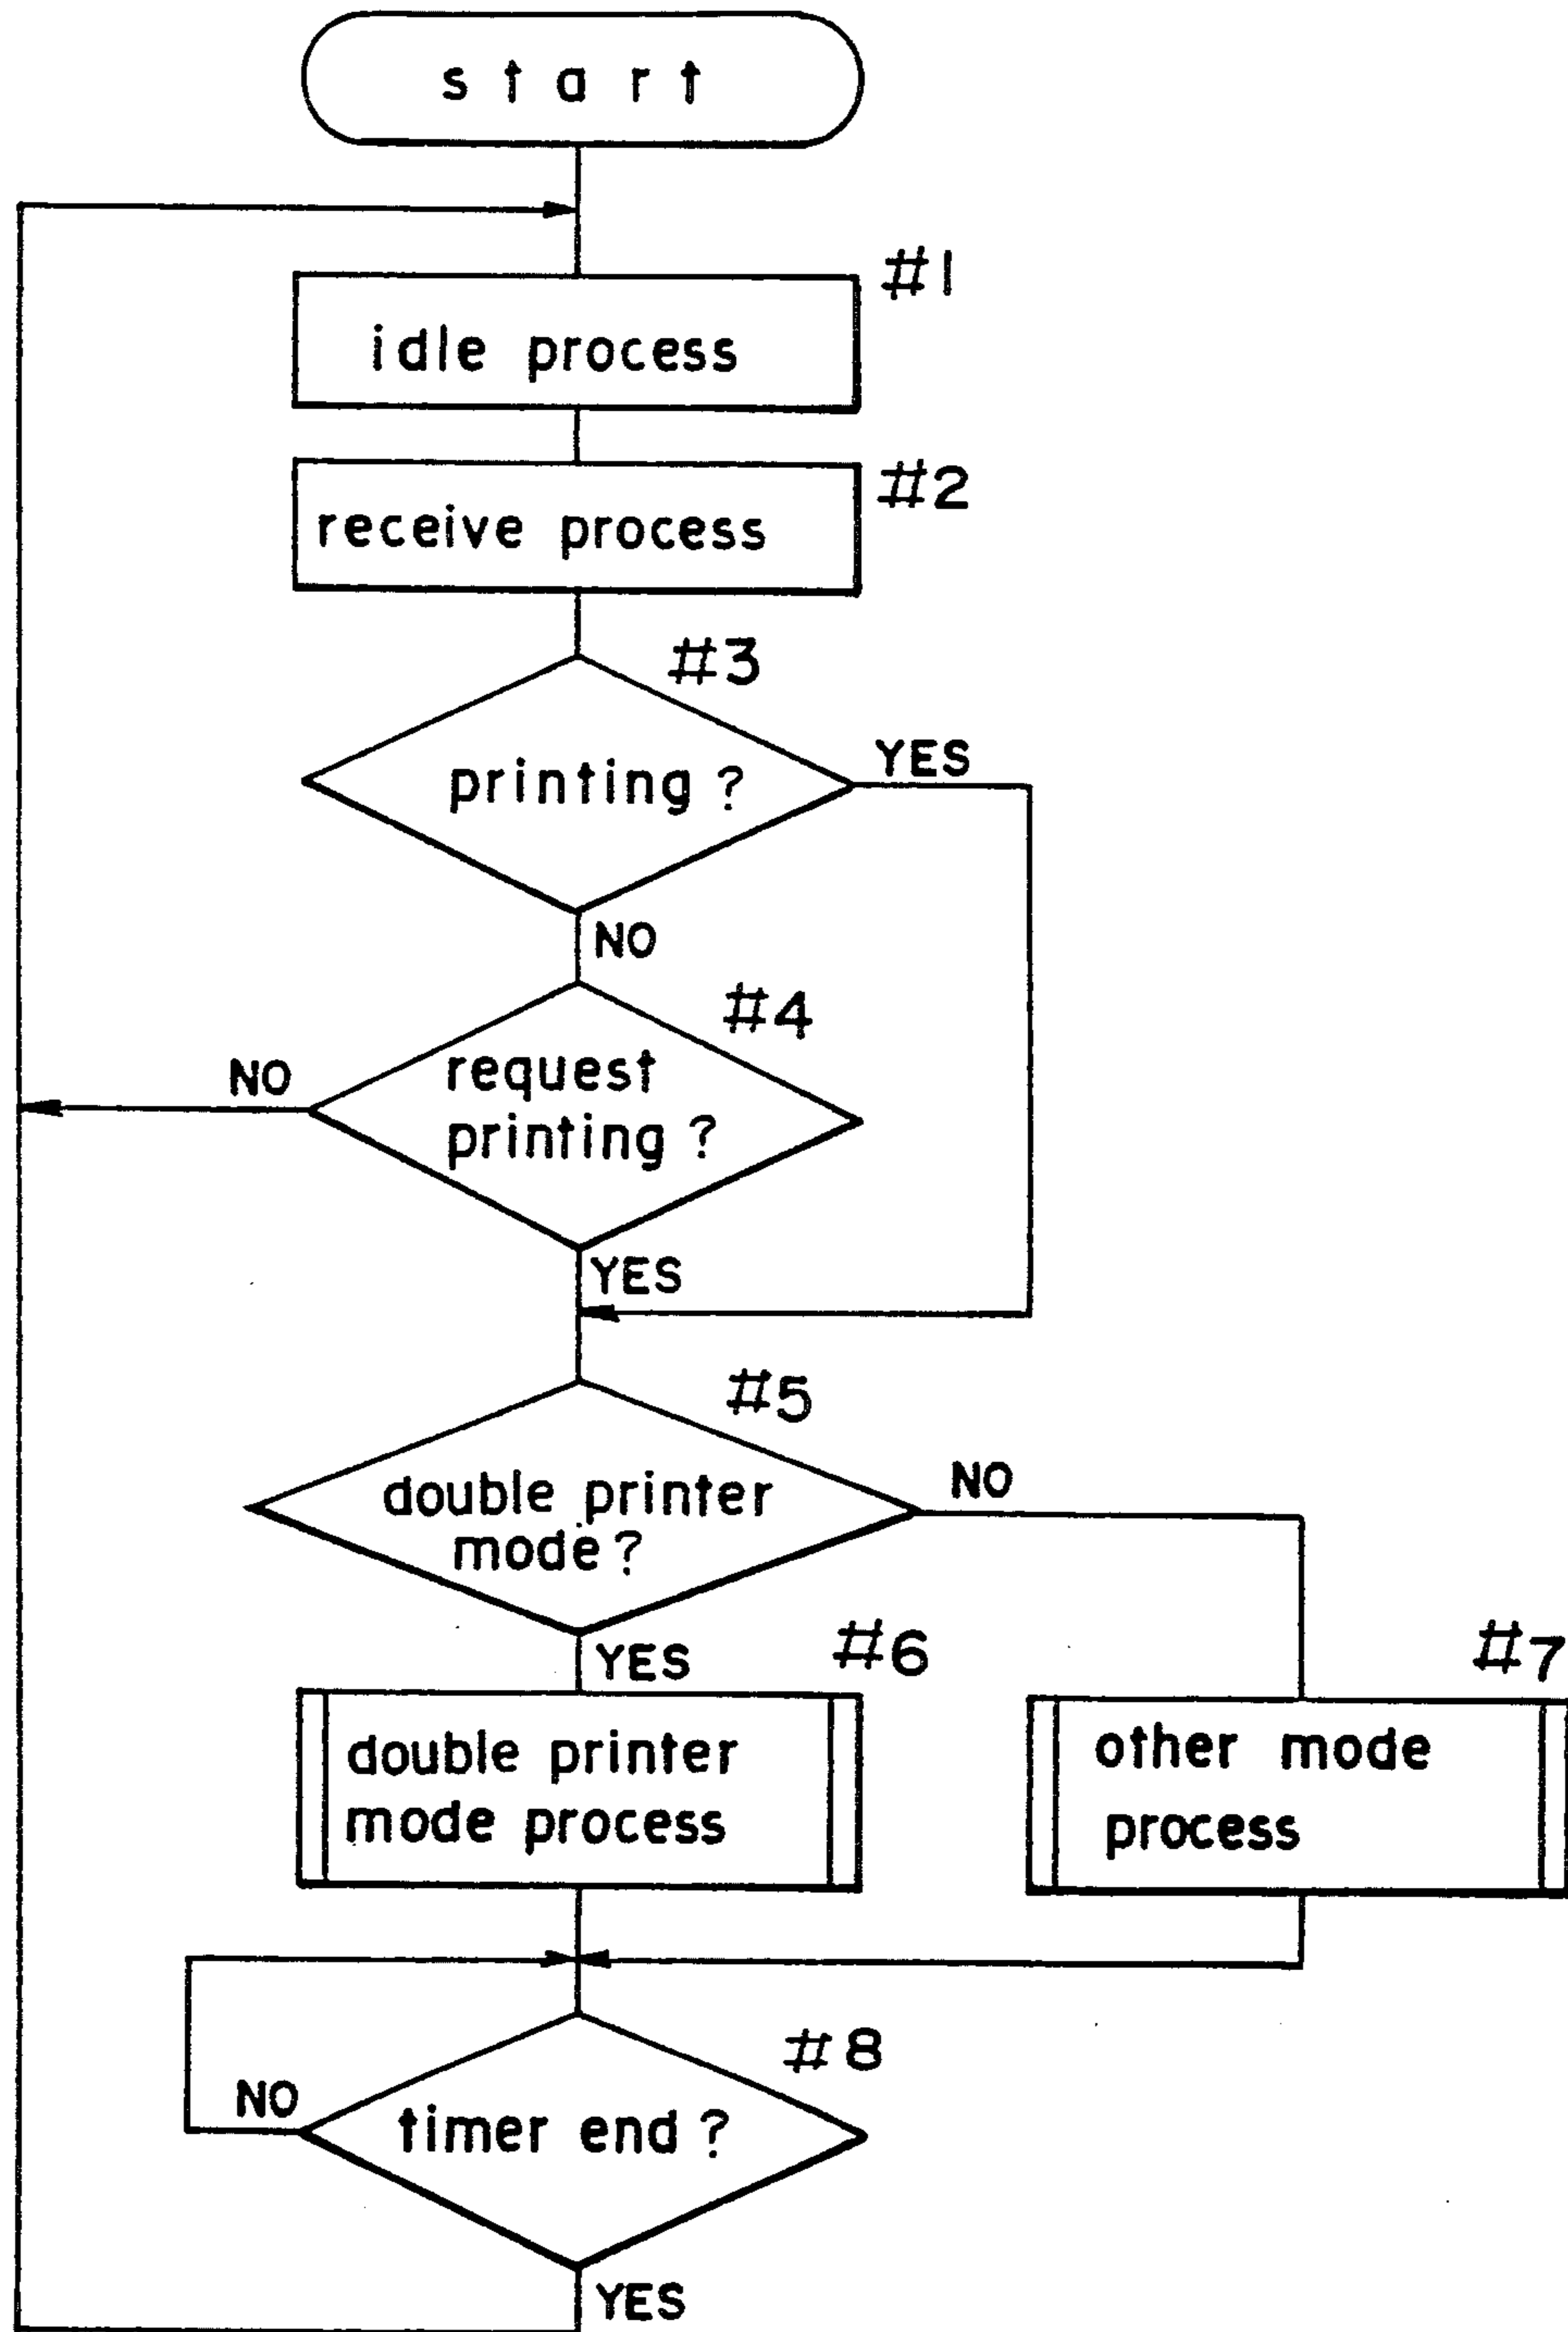 start
#1
idle process
#2
receive process
#3
printing ?
YES
NO
#4
request
printing ?
NO
YES
#5
double printer
mode ?
NO
YES
#6
double printer
mode process
#7
other mode
process
#8
timer end ?
NO
YES